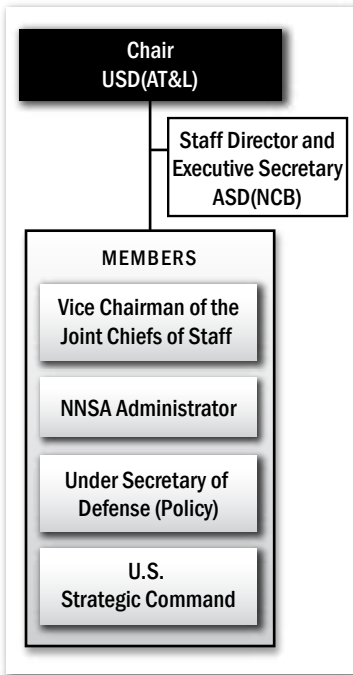 Chair
USD(AT&L)
Staff Director and
Executive Secretary
ASD(NCB)
MEMBERS
Vice Chairman of the
Joint Chiefs of Staff
NNSA Administrator
Under Secretary of
Defense (Policy)
U.S.
Strategic Command